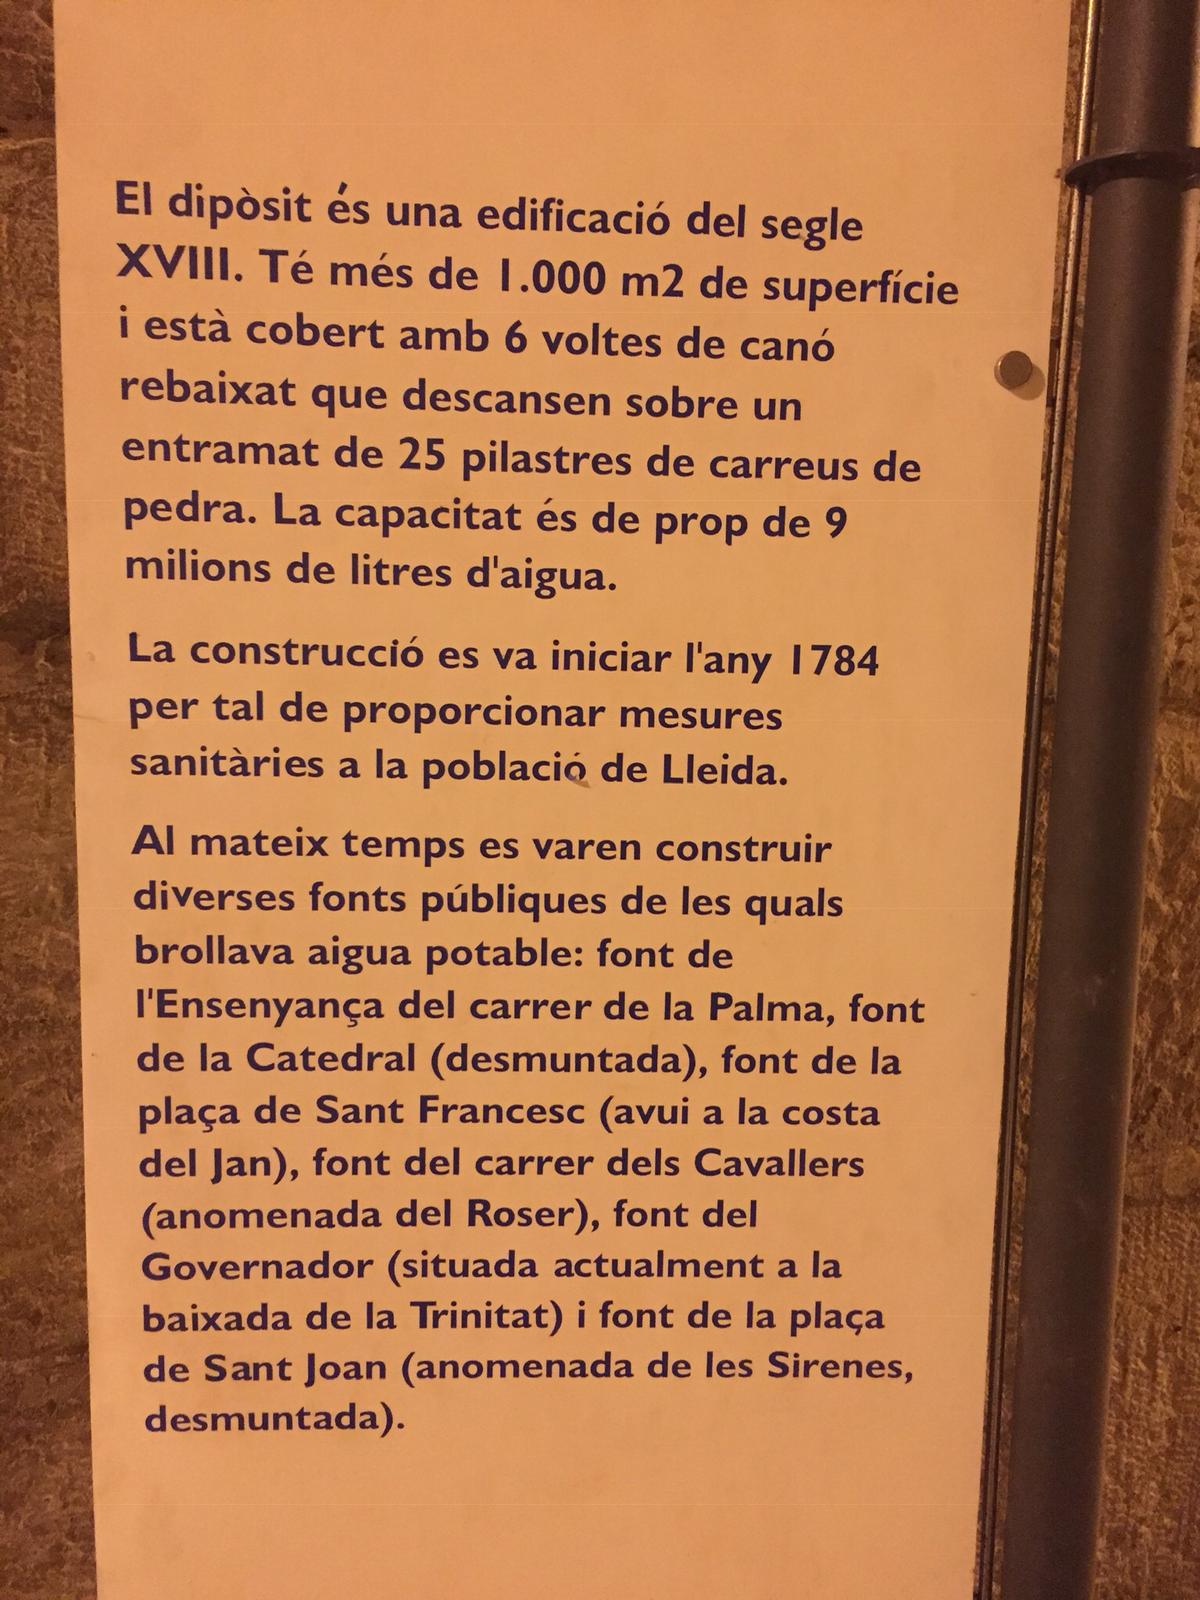 El dipòsit és una edificació del segle
XVIII. Té més de 1.000 m2 de superfície
i està cobert amb 6 voltes de canó
rebaixat que descansen sobre un
entramat de 25 pilastres de carreus de
pedra. La capacitat és de prop de 9
milions de litres d'aigua.
La construcció es va iniciar l'any 1784
per tal de proporcionar mesures
sanitàries a la població de Lleida.
Al mateix temps es varen construir
diverses fonts públiques de les quals
brollava aigua potable: font de
l'Ensenyança del carrer de la Palma, font
de la Catedral (desmuntada), font de la
plaça de Sant Francesc (avui a la costa
del Jan), font del carrer dels Cavallers
(anomenada del Roser), font del
Governador (situada actualment a la
baixada de la Trinitat) i font de la plaça
de Sant Joan (anomenada de les Sirenes,
desmuntada).